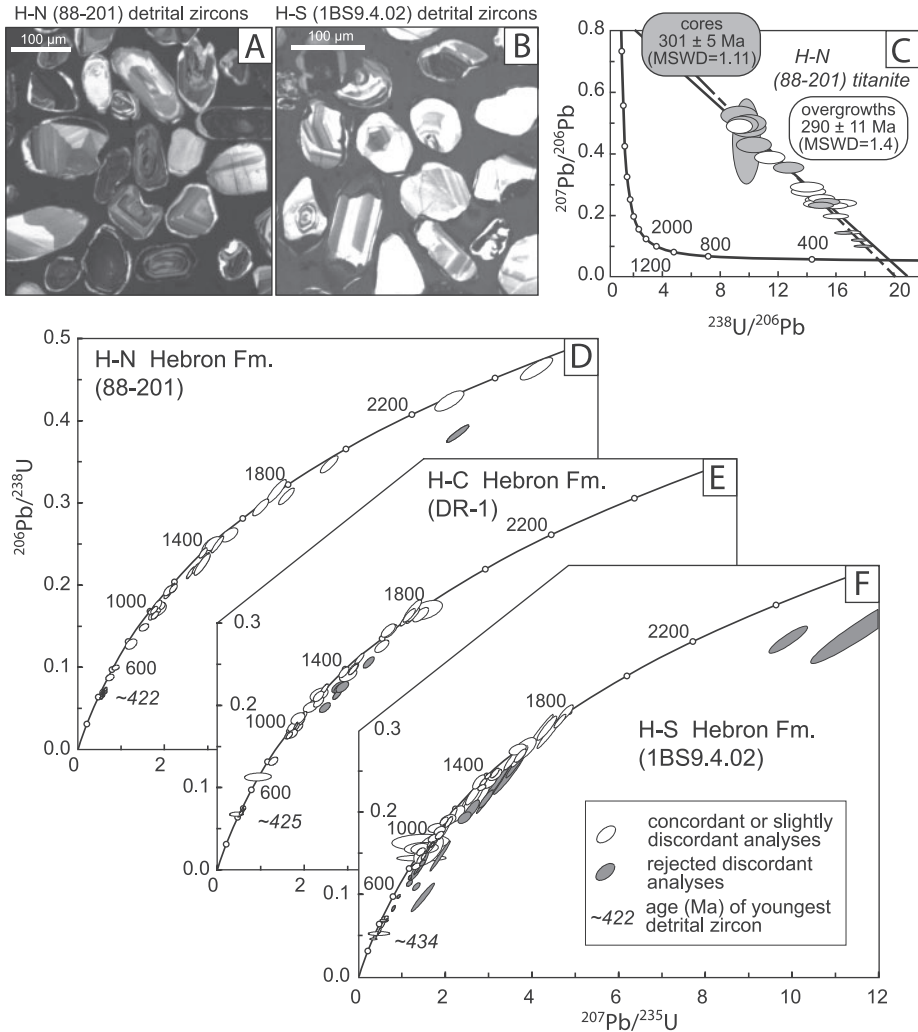 H-N (88-201) detrital zircons
H-S (1BS9.4.02) detrital zircons
100 μm
A
100 μm
B
0.8
0.6
0.4
0.2
0.0
207Pb/206Pb
cores
301 ± 5 Ma
(MSWD=1.11)
C
H-N
(88-201) titanite
overgrowths
290 ± 11 Ma
(MSWD=1.4)
2000
1200
800
400
0
4
8
12
16
20
238U/206Pb
0.5
0.4
0.3
0.2
0.1
0.0
206Pb/238U
H-N Hebron Fm.
(88-201)
D
2200
1800
1400
1000
600
~422
0
2
H-C Hebron Fm.
(DR-1)
E
0.3
0.2
0.1
0.0
2200
1800
1400
1000
600
~425
0
2
F
0.3
0.2
0.1
0.0
2200
1800
1400
1000
600
~434
H-S Hebron Fm.
(1BS9.4.02)
concordant or slightly
discordant analyses
rejected discordant
analyses
~422 age (Ma) of youngest
detrital zircon
0
2
4
6
8
10
12
207Pb/235U